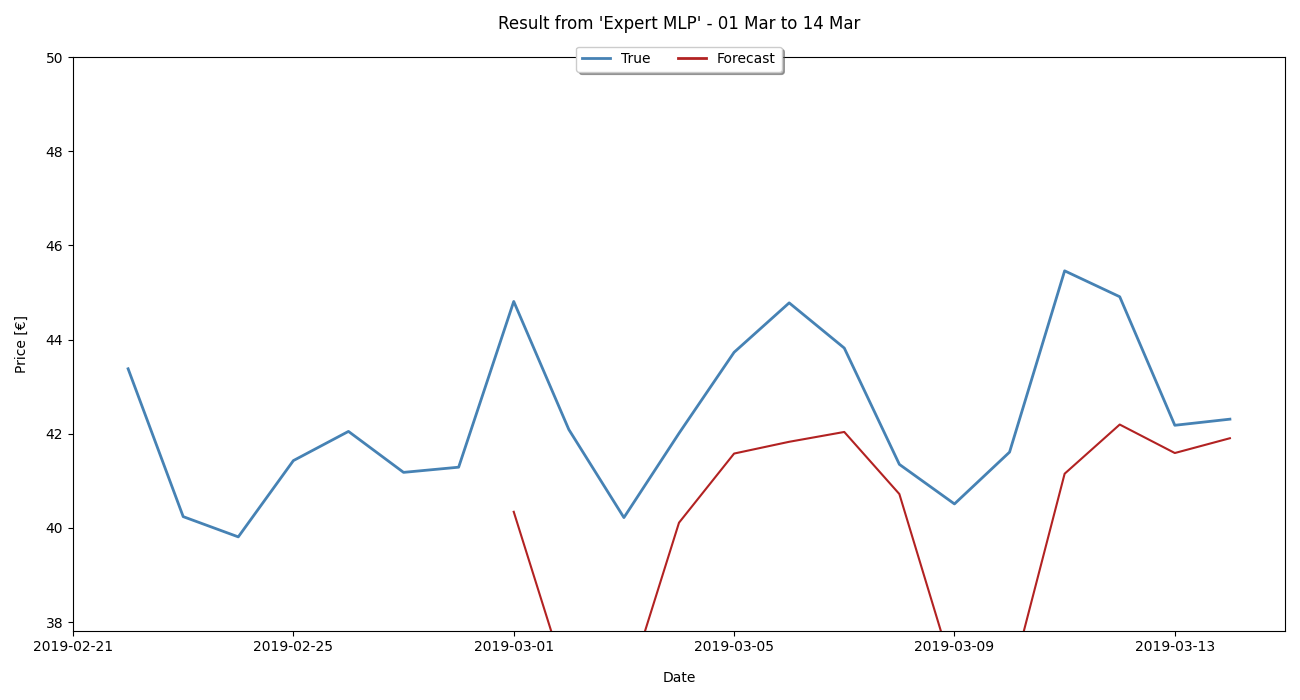 Result from 'Expert MLP' - 01 Mar to 14 Mar
True Forecast
50
48
46
44
42
40
38
Price [€]
2019-02-21 2019-02-25 2019-03-01 2019-03-05 2019-03-09 2019-03-13
Date